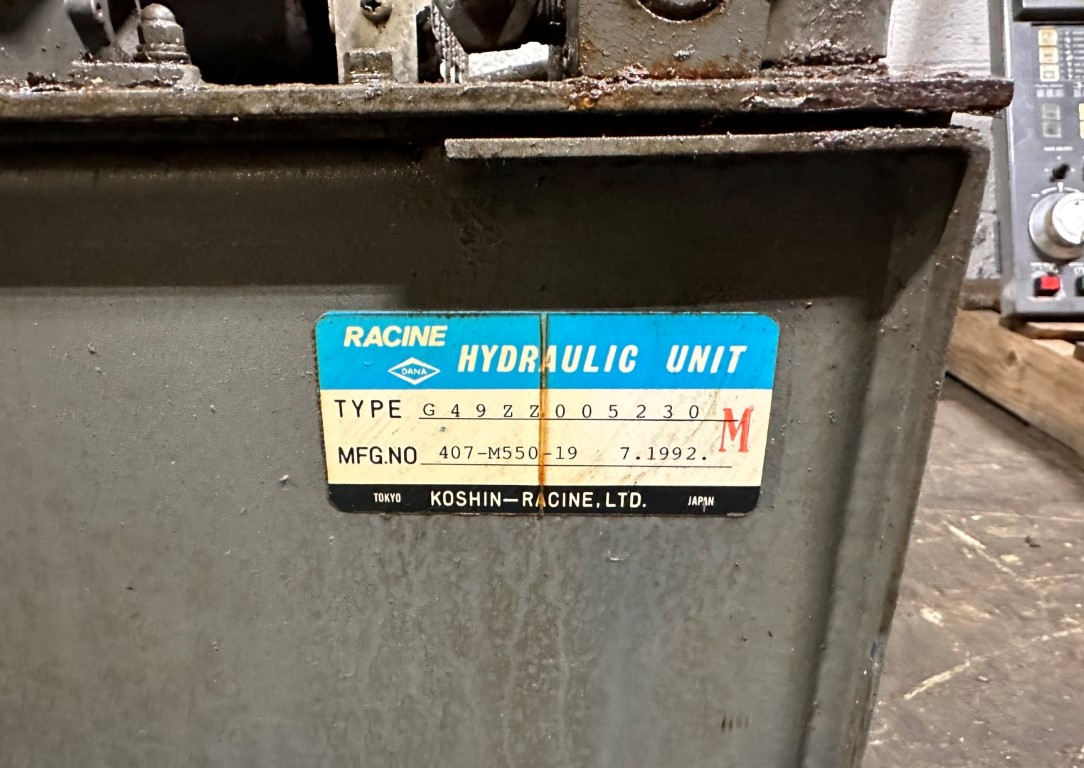 RACINE
DANA
HYDRAULIC UNIT
TYPE G49ZZ005230 M
MFG.NO 407-M550-19 7.1992.
TOKYO KOSHIN-RACINE, LTD. JAPAN